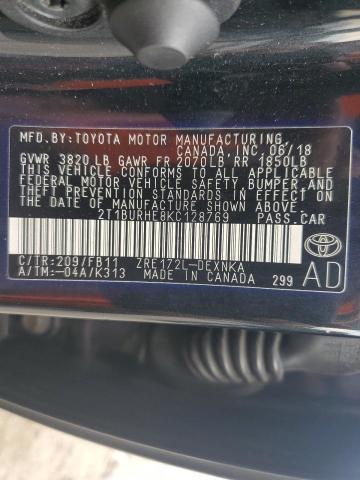 MFD.BY:TOYOTA MOTOR MANUFACTURING
CANADA, INC. 06/18
GVWR 3820 LB GAWR FR 2070LB RR 1850LB
THIS VEHICLE CONFORMS TO ALL APPLICABLE
FEDERAL MOTOR VEHICLE SAFETY, BUMPER, AND
THEFT PREVENTION STANDARDS IN EFFECT ON
THE DATE OF MANUFACTURE SHOWN ABOVE.
2T1BURHE8KC128769 PASS.CAR
C/TR:209/FB11 ZRE172L-DEXNKA
A/TM:-04A/K313 MADE IN CANADA 299
TOYOTA
AD